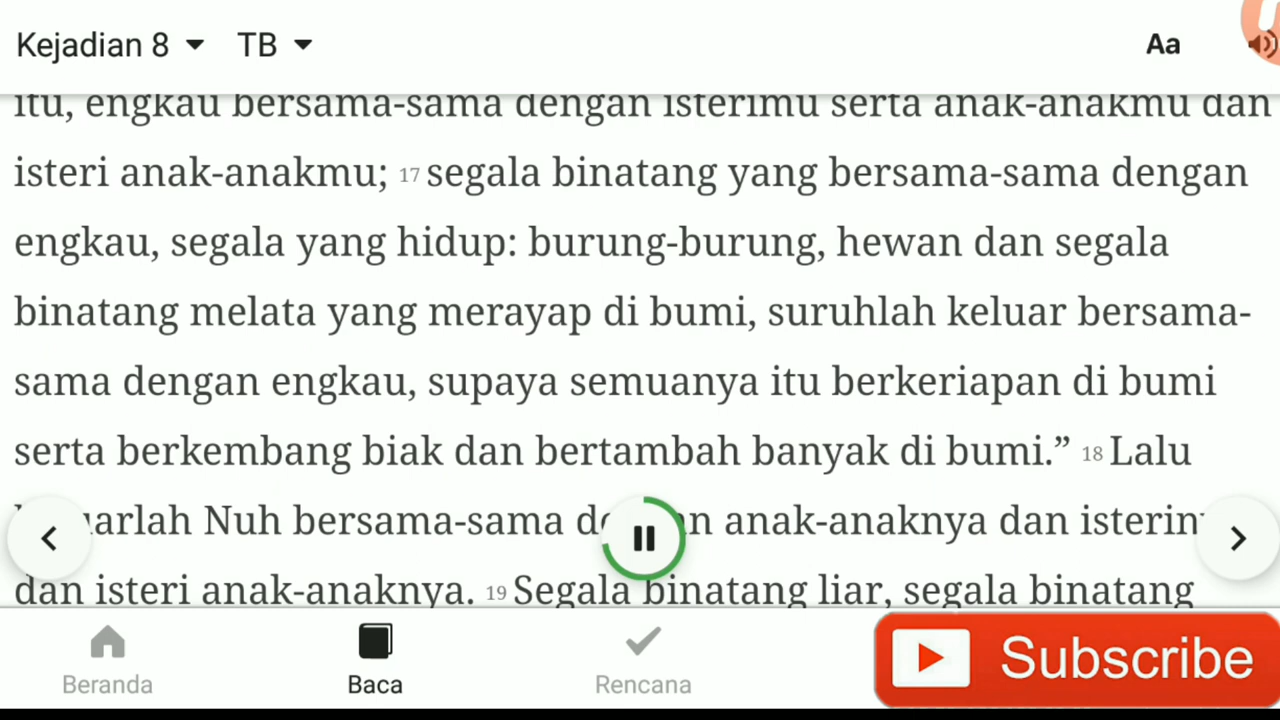 Kejadian 8 TB Aa
itu, engkau bersama-sama dengan isterimu serta anak-anakmu dan
isteri anak-anakmu; 17 segala binatang yang bersama-sama dengan
engkau, segala yang hidup: burung-burung, hewan dan segala
binatang melata yang merayap di bumi, suruhlah keluar bersama-
sama dengan engkau, supaya semuanya itu berkeriapan di bumi
serta berkembang biak dan bertambah banyak di bumi.” 18 Lalu
Nuh bersama-sama anak-anaknya dan
dan isteri anak-anaknya. 19 Segala binatang liar, segala binatang
Beranda Baca Rencana Subscribe